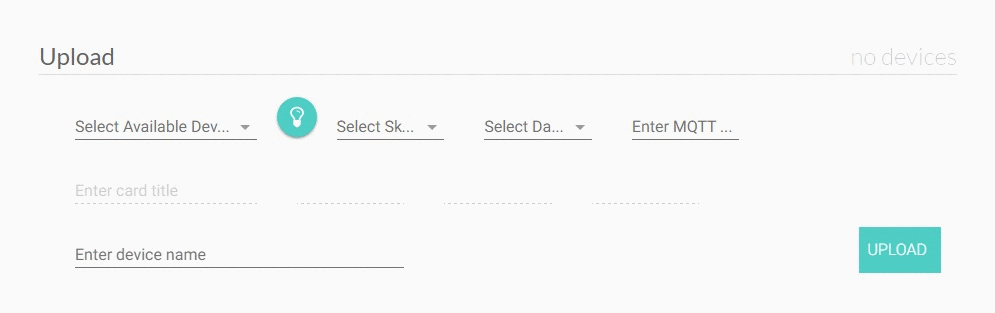 Upload
no devices
Select Available Dev...
Select Sk...
Select Da...
Enter MQTT ...
Enter card title
Enter device name
UPLOAD